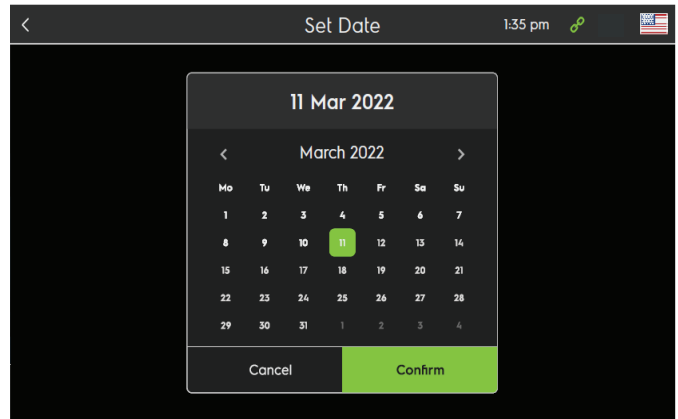 Set Date 1:35 pm
11 Mar 2022
March 2022
Mo Tu We Th Fr Sa Su
1 2 3 4 5 6 7
8 9 10 11 12 13 14
15 16 17 18 19 20 21
22 23 24 25 26 27 28
29 30 31 1 2 3 4
Cancel Confirm